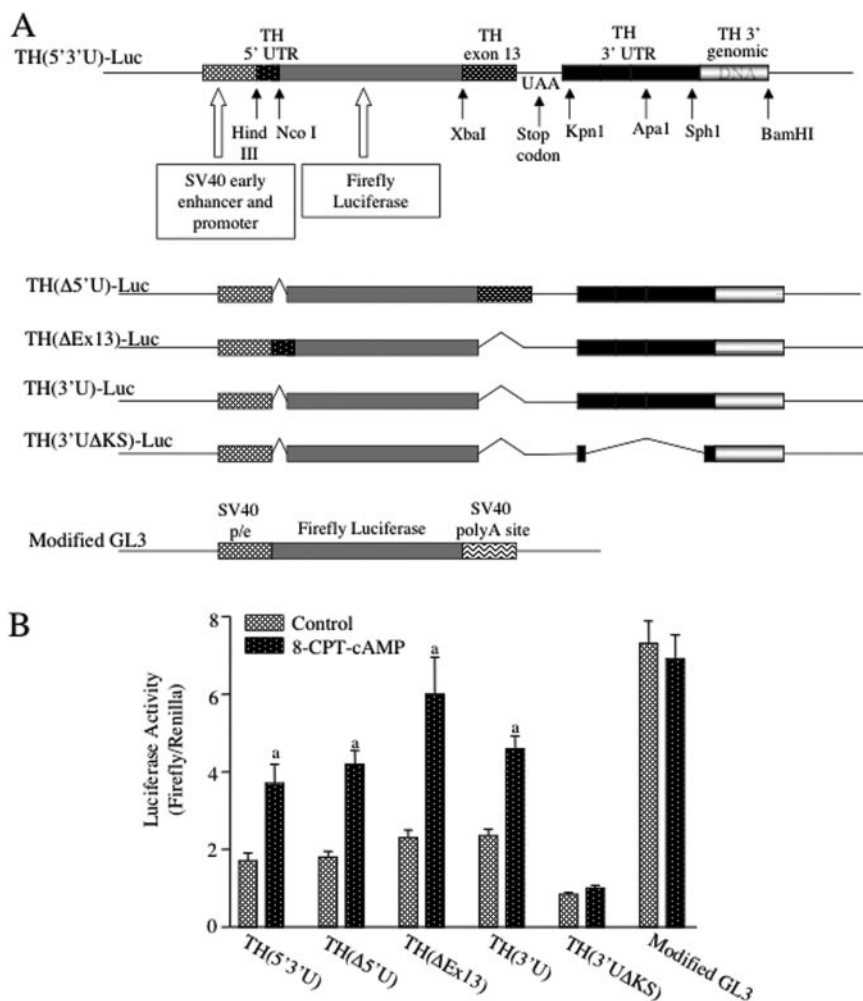 A
TH(5'3'U)-Luc
TH
5' UTR
TH
exon 13
TH
3' UTR
TH 3'
genomic
DNA
UAA
Hind
III
Nco I
XbaI
Stop
codon
Kpn1
Apa1
Sph1
BamHI
SV40 early
enhancer and
promoter
Firefly
Luciferase
TH(Δ5'U)-Luc
TH(ΔEx13)-Luc
TH(3'U)-Luc
TH(3'UΔKS)-Luc
Modified GL3
SV40
p/e
Firefly Luciferase
SV40
polyA site
B
Luciferase Activity
(Firefly/Renilla)
8
6
4
2
0
Control
8-CPT-cAMP
a
a
a
a
TH(5'3'U)
TH(Δ5'U)
TH(ΔEx13)
TH(3'U)
TH(3'UΔKS)
Modified GL3